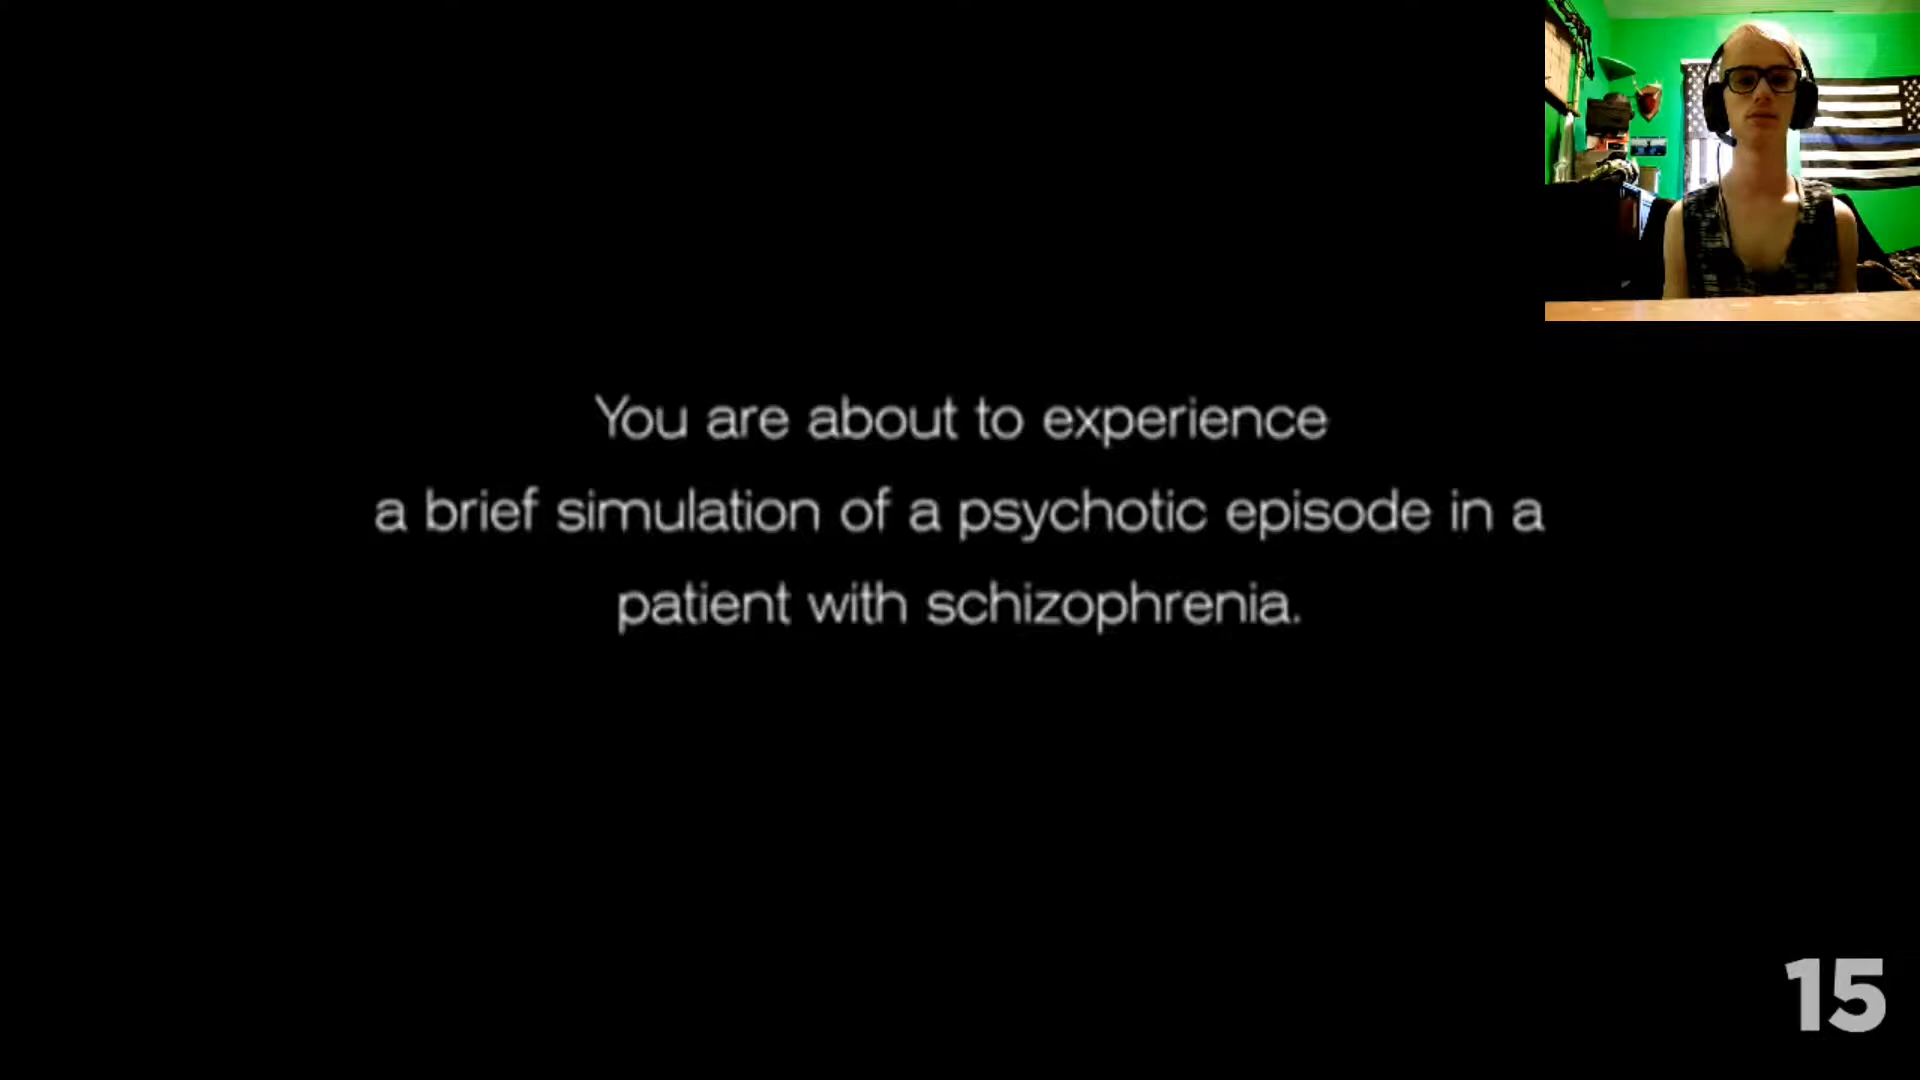 You are about to experience
a brief simulation of a psychotic episode in a
patient with schizophrenia.
15